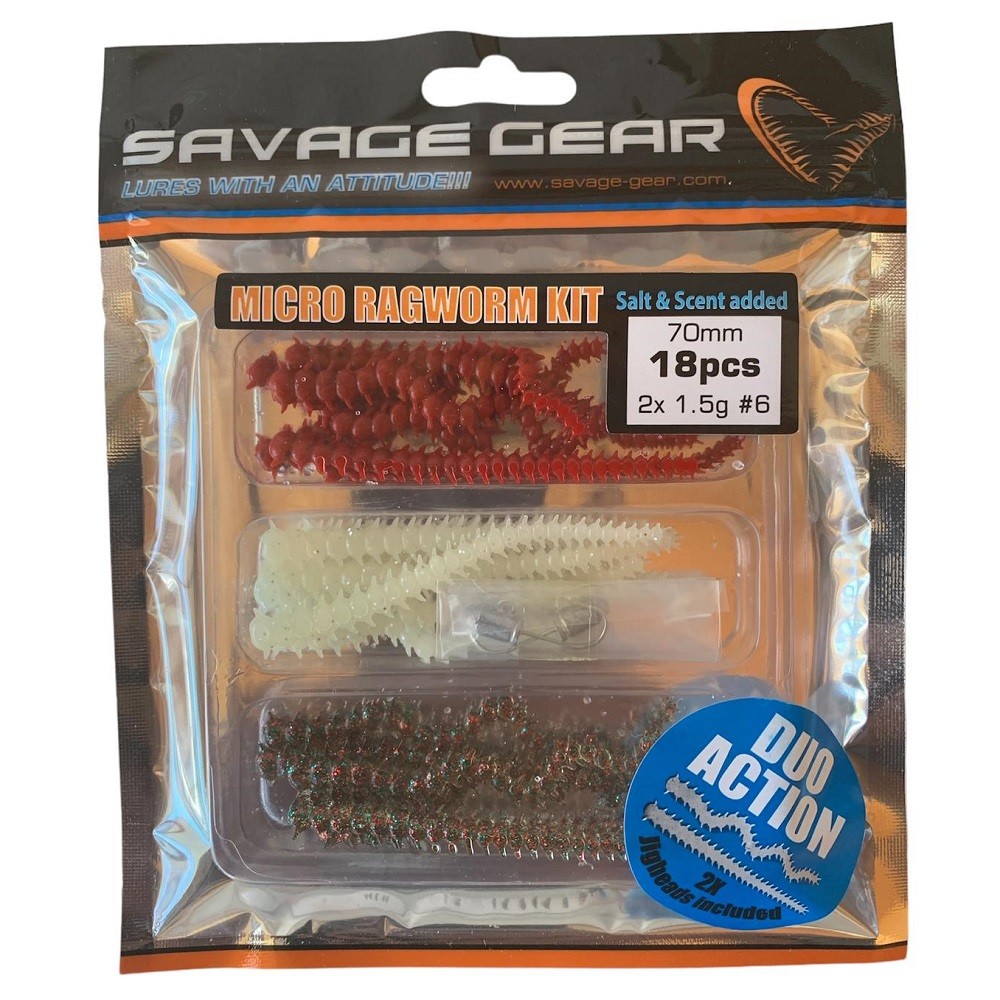 SAVAGE GEAR
LURES WITH AN ATTITUDE!!!
www.savage-gear.com
MICRO RAGWORM KIT
Salt & Scent added
70mm
18pcs
2x 1.5g #6
DUO
ACTION
2X
Jigheads included